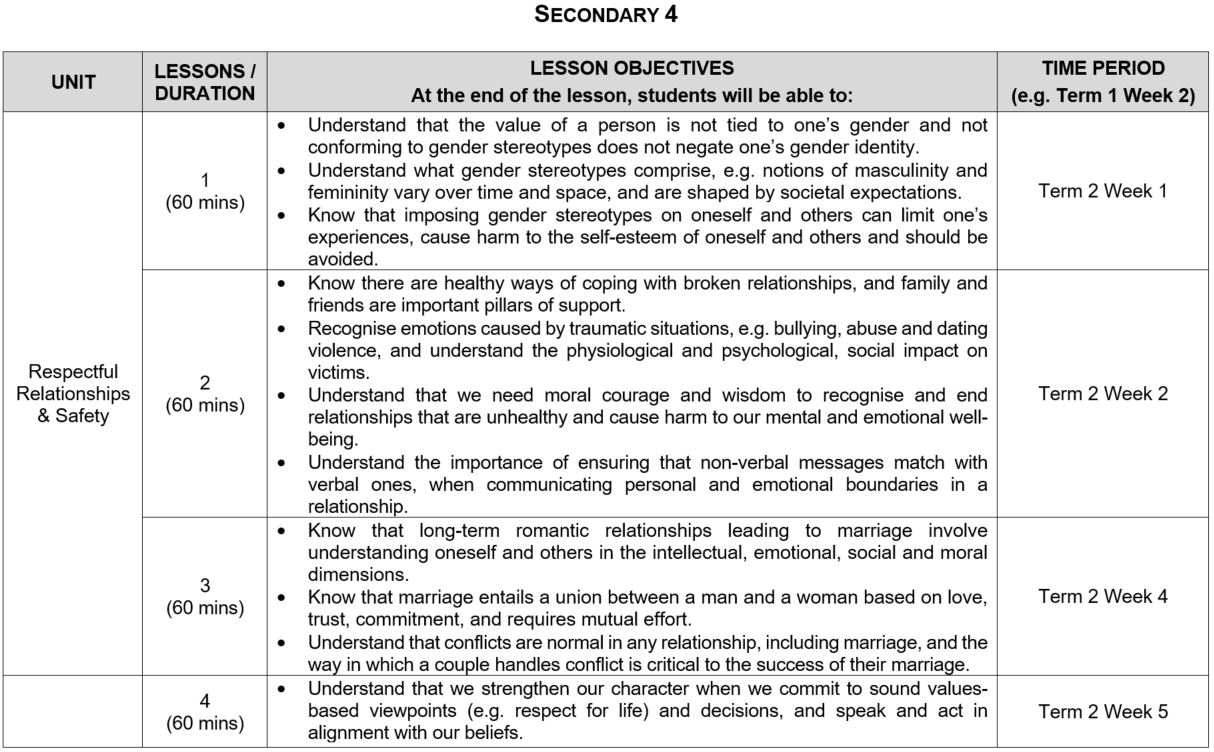 SECONDARY 4
UNIT
LESSONS /
DURATION
LESSON OBJECTIVES
At the end of the lesson, students will be able to:
TIME PERIOD
(e.g. Term 1 Week 2)
Respectful
Relationships
& Safety
1
(60 mins)
• Understand that the value of a person is not tied to one's gender and not
conforming to gender stereotypes does not negate one's gender identity.
• Understand what gender stereotypes comprise, e.g. notions of masculinity and
femininity vary over time and space, and are shaped by societal expectations.
• Know that imposing gender stereotypes on oneself and others can limit one's
experiences, cause harm to the self-esteem of oneself and others and should be
avoided.
Term 2 Week 1
2
(60 mins)
• Know there are healthy ways of coping with broken relationships, and family and
friends are important pillars of support.
• Recognise emotions caused by traumatic situations, e.g. bullying, abuse and dating
violence, and understand the physiological and psychological, social impact on
victims.
• Understand that we need moral courage and wisdom to recognise and end
relationships that are unhealthy and cause harm to our mental and emotional well-
being.
• Understand the importance of ensuring that non-verbal messages match with
verbal ones, when communicating personal and emotional boundaries in a
relationship.
Term 2 Week 2
3
(60 mins)
• Know that long-term romantic relationships leading to marriage involve
understanding oneself and others in the intellectual, emotional, social and moral
dimensions.
• Know that marriage entails a union between a man and a woman based on love,
trust, commitment, and requires mutual effort.
• Understand that conflicts are normal in any relationship, including marriage, and the
way in which a couple handles conflict is critical to the success of their marriage.
Term 2 Week 4
4
(60 mins)
• Understand that we strengthen our character when we commit to sound values-
based viewpoints (e.g. respect for life) and decisions, and speak and act in
alignment with our beliefs.
Term 2 Week 5